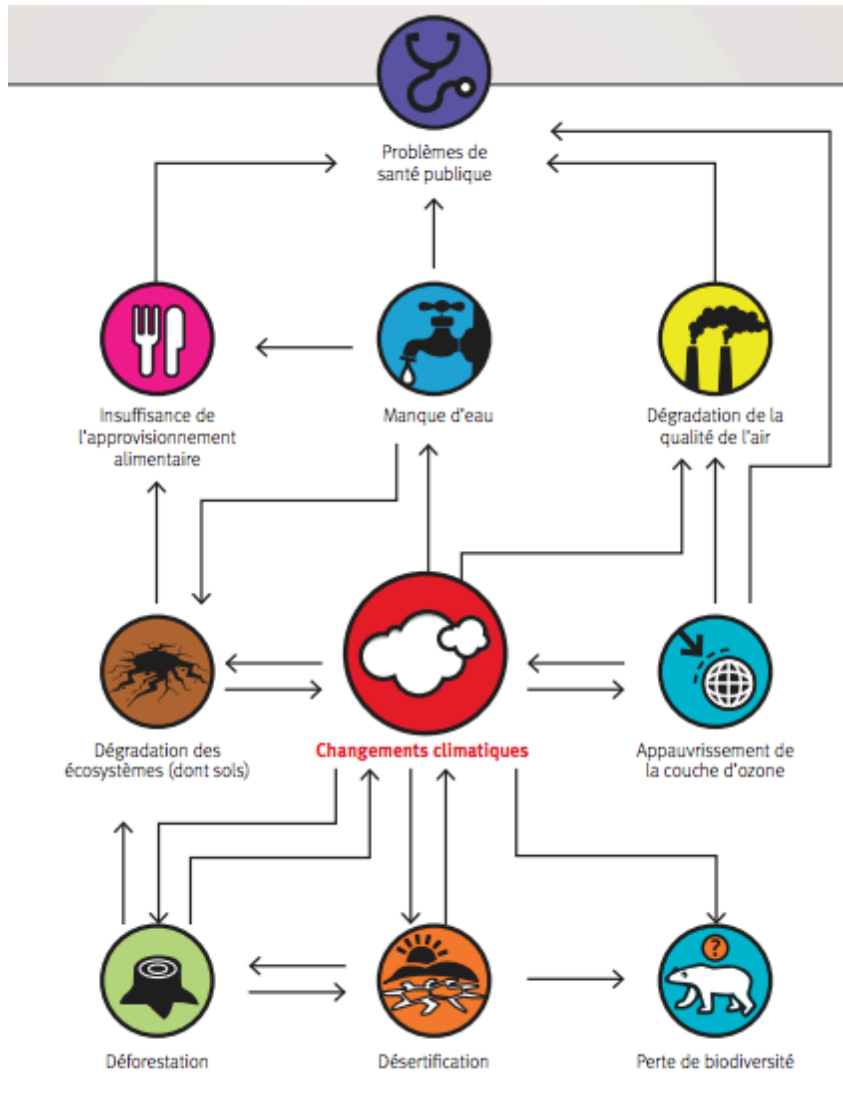 Problèmes de
santé publique
Insuffisance de
l'approvisionnement
alimentaire
Manque d'eau
Dégradation de la
qualité de l'air
Dégradation des
écosystèmes (dont sols)
Changements climatiques
Appauvrissement de
la couche d'ozone
?
Déforestation
Désertification
Perte de biodiversité